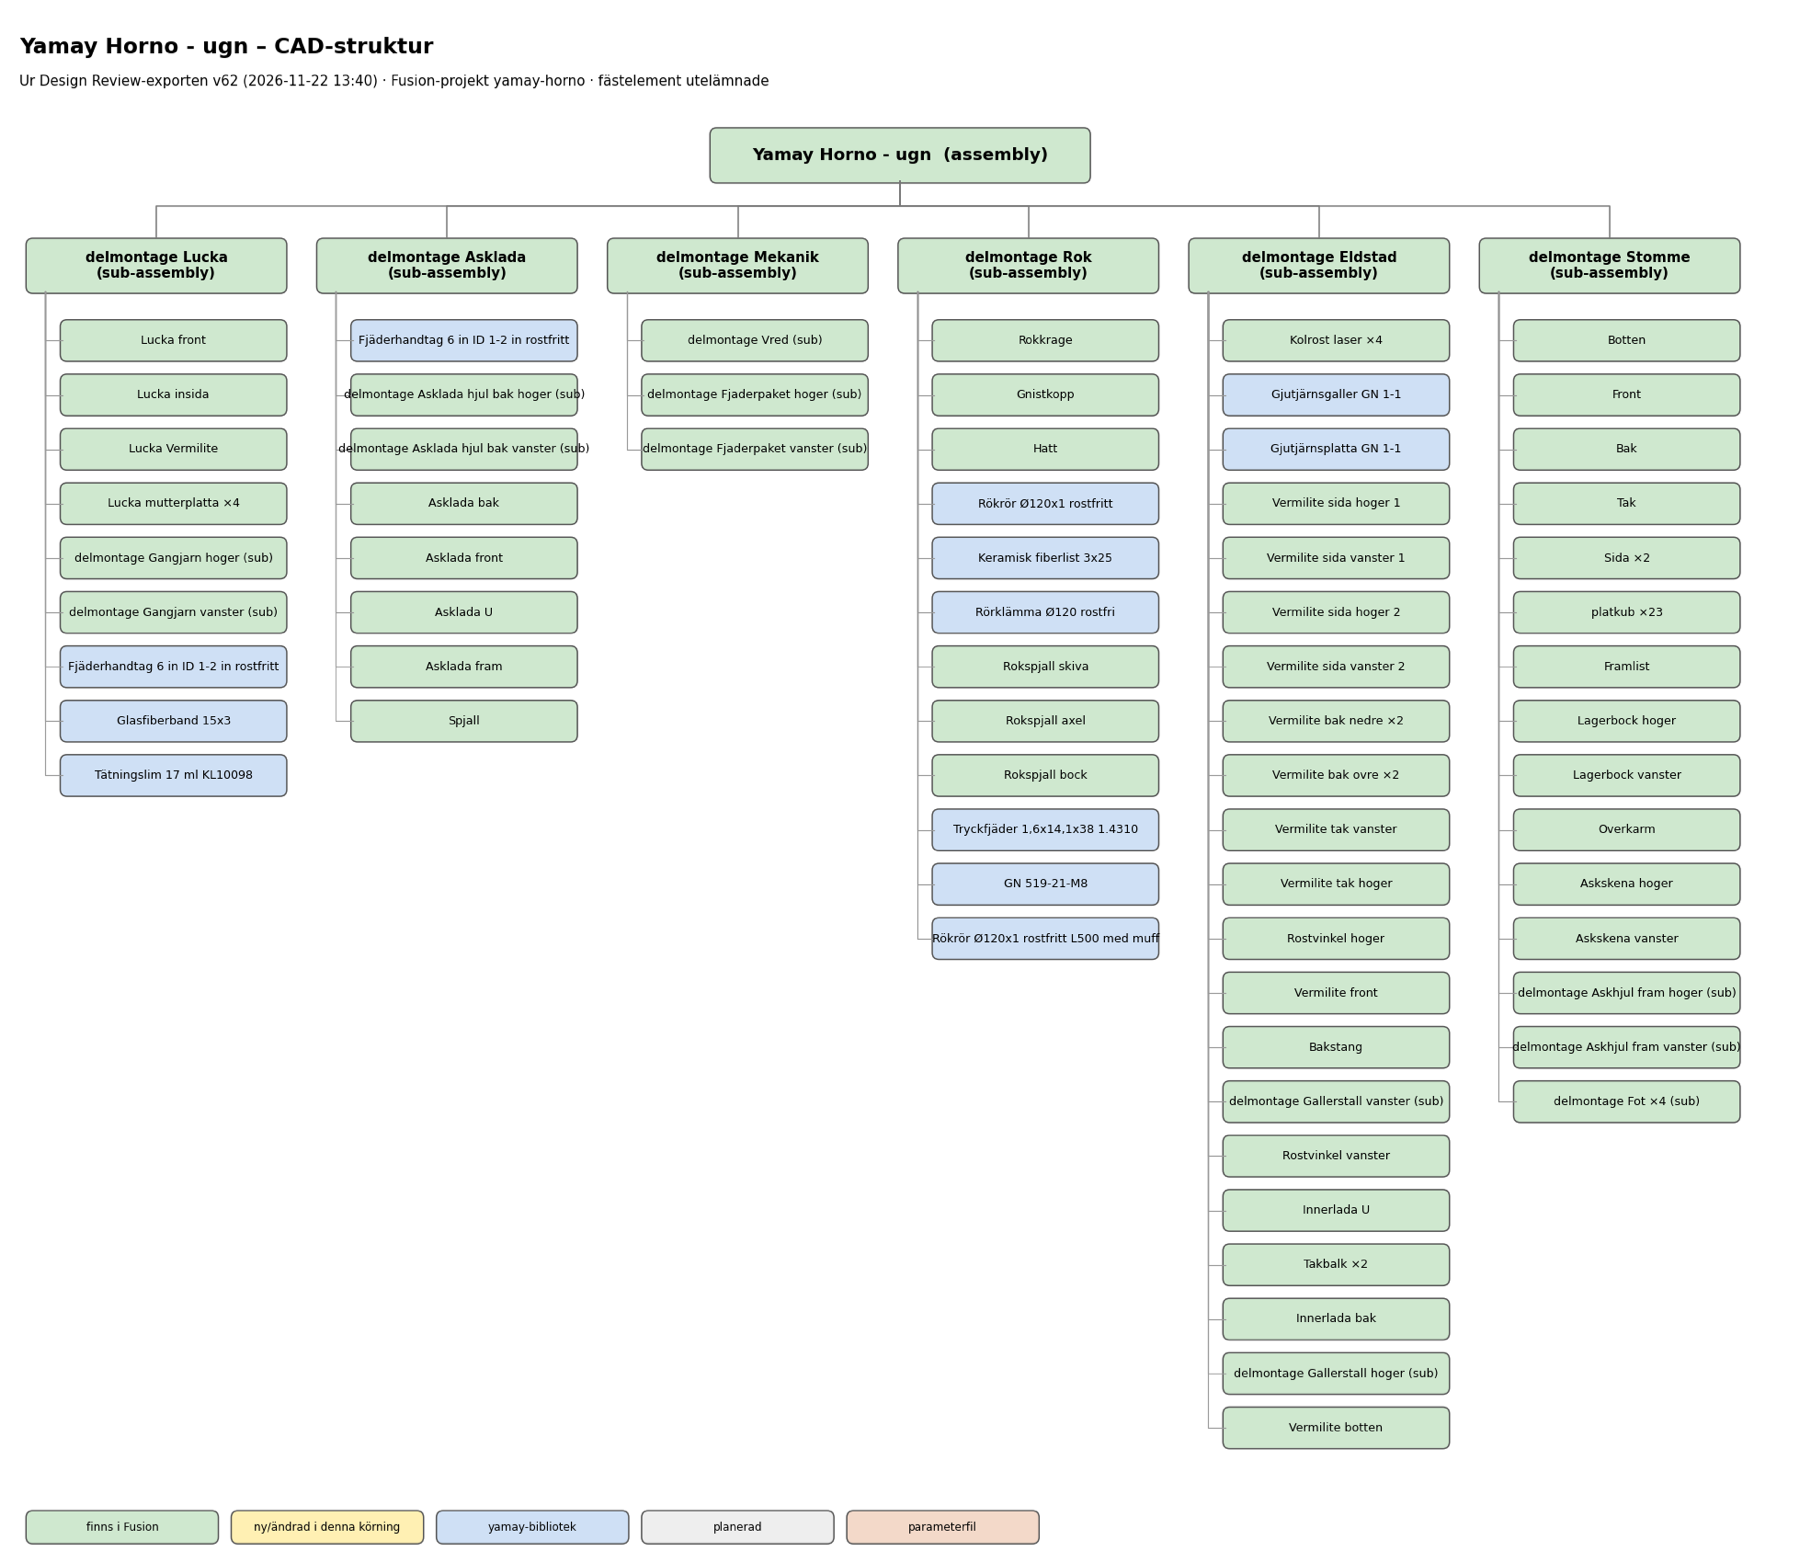 Yamay Horno - ugn – CAD-struktur
Ur Design Review-exporten v62 (2026-11-22 13:40) · Fusion-projekt yamay-horno · fästelement utelämnade
Yamay Horno - ugn  (assembly)
delmontage Lucka
(sub-assembly)
Lucka front
Lucka insida
Lucka Vermilite
Lucka mutterplatta ×4
delmontage Gangjarn hoger (sub)
delmontage Gangjarn vanster (sub)
Fjäderhandtag 6 in ID 1-2 in rostfritt
Glasfiberband 15x3
Tätningslim 17 ml KL10098
delmontage Asklada
(sub-assembly)
Fjäderhandtag 6 in ID 1-2 in rostfritt
delmontage Asklada hjul bak hoger (sub)
delmontage Asklada hjul bak vanster (sub)
Asklada bak
Asklada front
Asklada U
Asklada fram
Spjall
delmontage Mekanik
(sub-assembly)
delmontage Vred (sub)
delmontage Fjaderpaket hoger (sub)
delmontage Fjaderpaket vanster (sub)
delmontage Rok
(sub-assembly)
Rokkrage
Gnistkopp
Hatt
Rökrör Ø120x1 rostfritt
Keramisk fiberlist 3x25
Rörklämma Ø120 rostfri
Rokspjall skiva
Rokspjall axel
Rokspjall bock
Tryckfjäder 1,6x14,1x38 1.4310
GN 519-21-M8
Rökrör Ø120x1 rostfritt L500 med muff
delmontage Eldstad
(sub-assembly)
Kolrost laser ×4
Gjutjärnsgaller GN 1-1
Gjutjärnsplatta GN 1-1
Vermilite sida hoger 1
Vermilite sida vanster 1
Vermilite sida hoger 2
Vermilite sida vanster 2
Vermilite bak nedre ×2
Vermilite bak ovre ×2
Vermilite tak vanster
Vermilite tak hoger
Rostvinkel hoger
Vermilite front
Bakstang
delmontage Gallerstall vanster (sub)
Rostvinkel vanster
Innerlada U
Takbalk ×2
Innerlada bak
delmontage Gallerstall hoger (sub)
Vermilite botten
delmontage Stomme
(sub-assembly)
Botten
Front
Bak
Tak
Sida ×2
platkub ×23
Framlist
Lagerbock hoger
Lagerbock vanster
Overkarm
Askskena hoger
Askskena vanster
delmontage Askhjul fram hoger (sub)
delmontage Askhjul fram vanster (sub)
delmontage Fot ×4 (sub)
finns i Fusion
ny/ändrad i denna körning
yamay-bibliotek
planerad
parameterfil